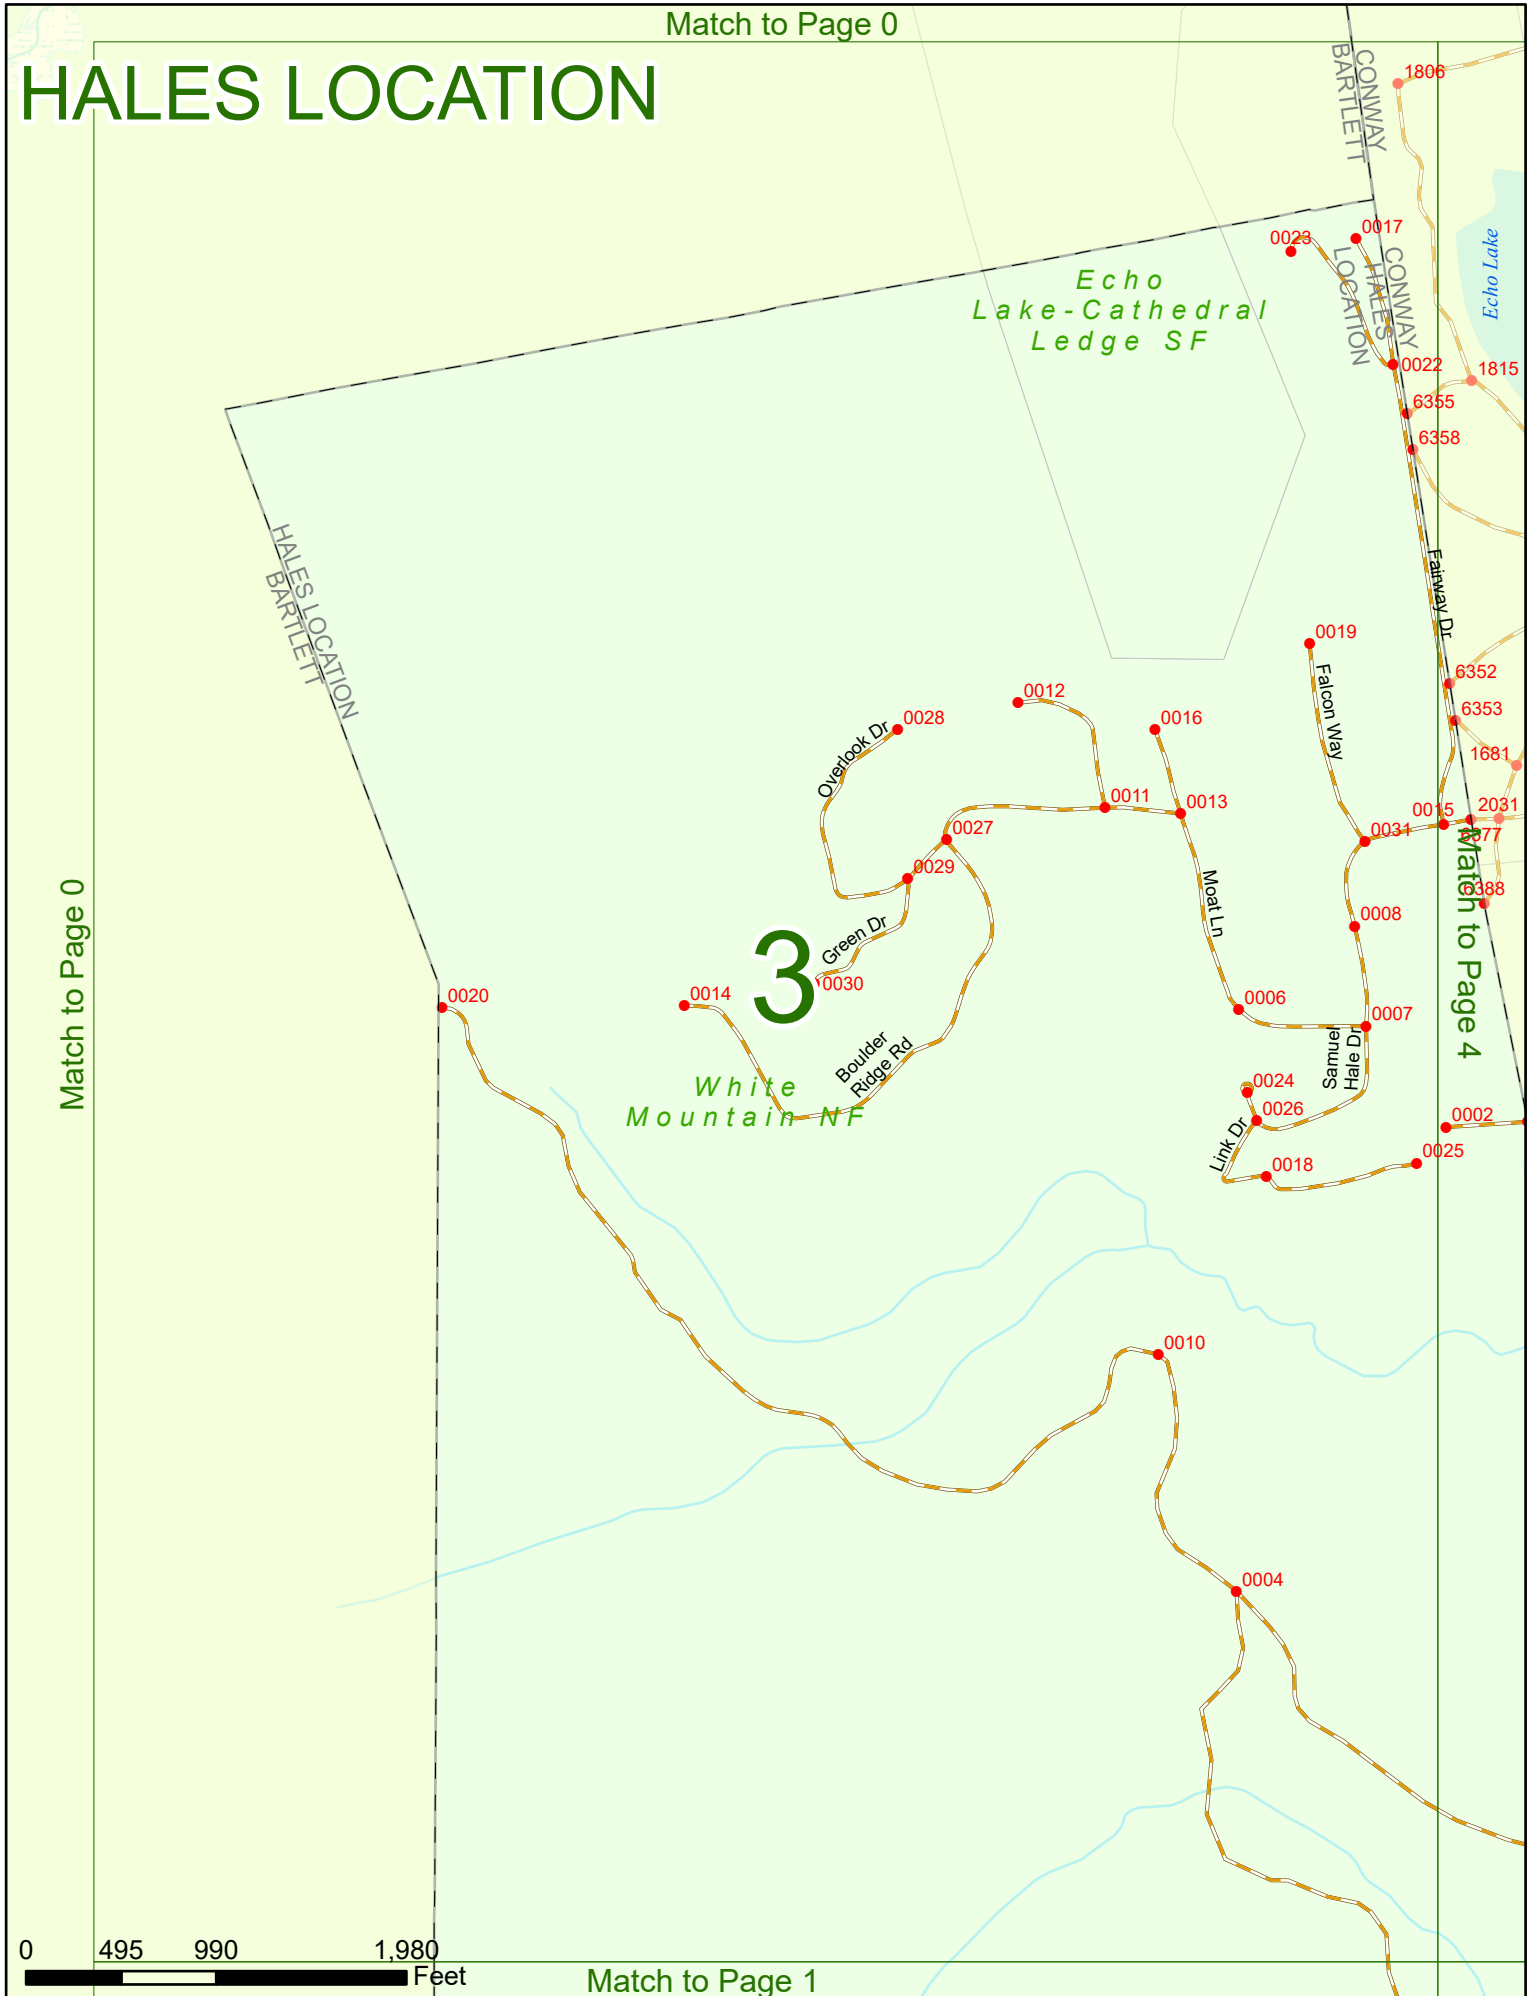 Match to Page 0
HALES LOCATION
CONWAY
BARTLETT
1806
0017
0023
CONWAY
HALES
LOCATION
Echo Lake
Echo
Lake-Cathedral
Ledge SF
0022
1815
6355
6358
HALES LOCATION
BARTLETT
Fairway Dr
0019
Falcon Way
6352
0012
6353
0028
0016
Overlook Dr
1681
0011
0013
0015
2031
0027
0031
6377
0029
Moat Ln
6388
Match to Page 0
Green Dr
0008
Match to Page 4
3
0030
0020
0014
0006
0007
Boulder
Ridge Rd
Samuel
Hale Dr
White
Mountain NF
0024
0026
0002
Link Dr
0018
0025
0010
0004
0 495 990 1,980
Feet
Match to Page 1